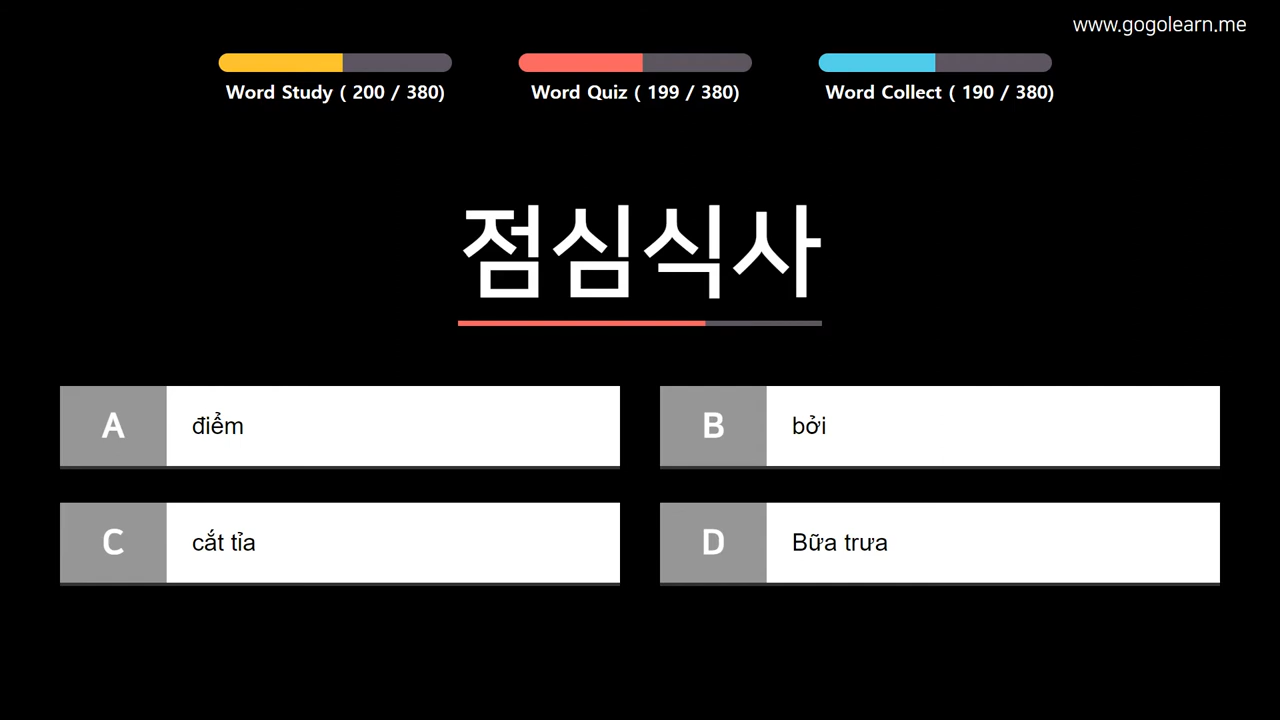 www.gogolearn.me
Word Study ( 200 / 380)
Word Quiz ( 199 / 380)
Word Collect ( 190 / 380)
점심식사
A điểm
B bởi
C cắt tỉa
D Bữa trưa